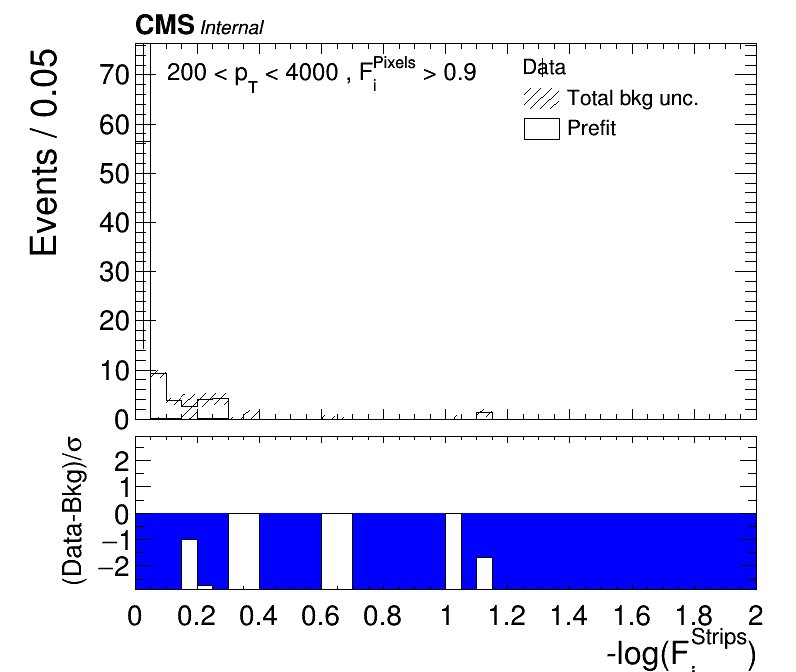 CMS Internal
200 < p_T < 4000 , F_i^Pixels > 0.9
Data
Total bkg unc.
Prefit
Events / 0.05
70
60
50
40
30
20
10
0
(Data-Bkg)/σ
2
1
0
−1
−2
0 0.2 0.4 0.6 0.8 1 1.2 1.4 1.6 1.8 2
-log(F_i^Strips)